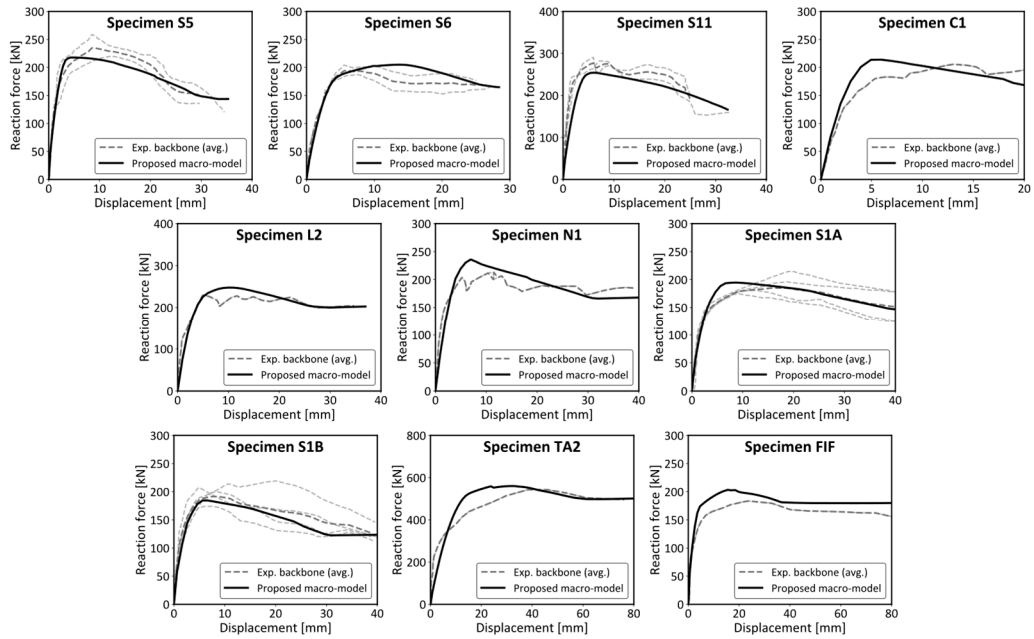 Specimen S5
Reaction force [kN]
300
250
200
150
100
50
0
Exp. backbone (avg.)
Proposed macro-model
0 10 20 30 40
Displacement [mm]
Specimen S6
Reaction force [kN]
300
250
200
150
100
50
0
Exp. backbone (avg.)
Proposed macro-model
0 10 20 30
Displacement [mm]
Specimen S11
Reaction force [kN]
400
300
200
100
0
Exp. backbone (avg.)
Proposed macro-model
0 10 20 30 40
Displacement [mm]
Specimen C1
Reaction force [kN]
300
250
200
150
100
50
0
Exp. backbone (avg.)
Proposed macro-model
0 5 10 15 20
Displacement [mm]
Specimen L2
Reaction force [kN]
400
300
200
100
0
Exp. backbone (avg.)
Proposed macro-model
0 10 20 30 40
Displacement [mm]
Specimen N1
Reaction force [kN]
300
250
200
150
100
50
0
Exp. backbone (avg.)
Proposed macro-model
0 10 20 30 40
Displacement [mm]
Specimen S1A
Reaction force [kN]
300
250
200
150
100
50
0
Exp. backbone (avg.)
Proposed macro-model
0 10 20 30 40
Displacement [mm]
Specimen S1B
Reaction force [kN]
300
250
200
150
100
50
0
Exp. backbone (avg.)
Proposed macro-model
0 10 20 30 40
Displacement [mm]
Specimen TA2
Reaction force [kN]
800
600
400
200
0
Exp. backbone (avg.)
Proposed macro-model
0 20 40 60 80
Displacement [mm]
Specimen FIF
Reaction force [kN]
300
250
200
150
100
50
0
Exp. backbone (avg.)
Proposed macro-model
0 20 40 60 80
Displacement [mm]